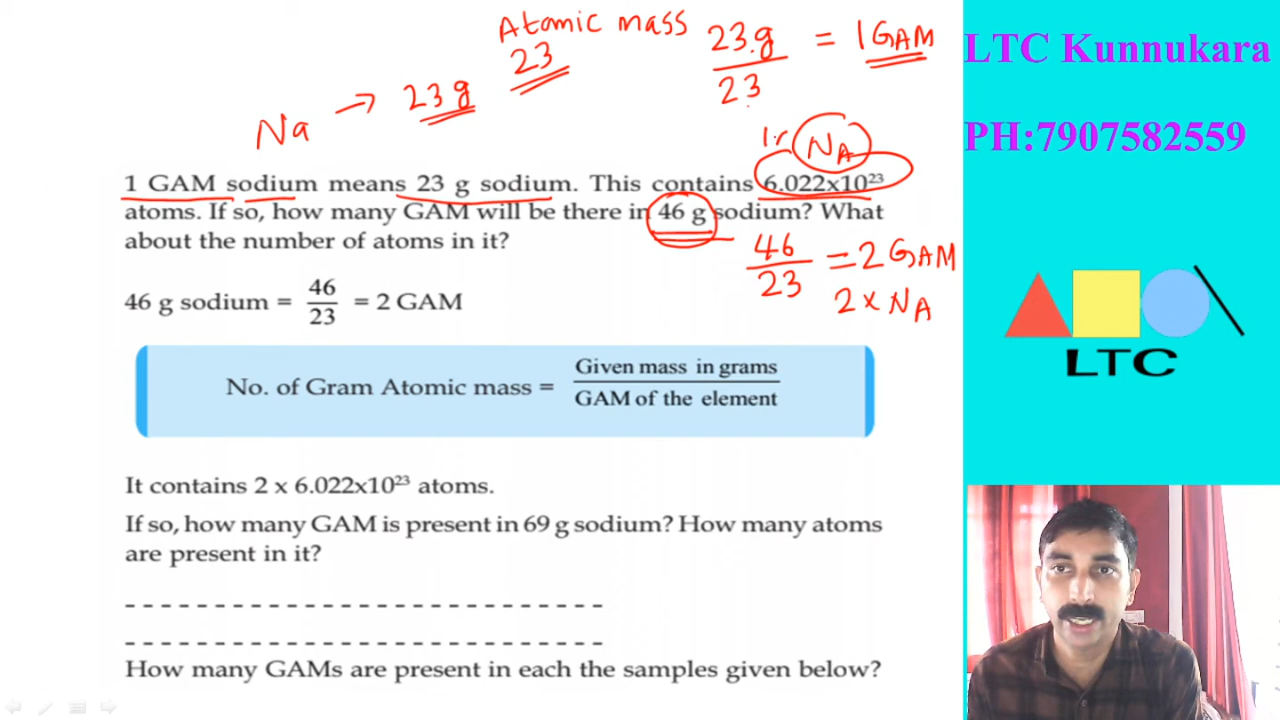 Atomic mass
23
23.g
23
= 1 GAM
Na → 23 g
NA
1 GAM sodium means 23 g sodium. This contains 6.022x10²³
atoms. If so, how many GAM will be there in 46 g sodium? What
about the number of atoms in it?
46
23
= 2 GAM
2 × NA
46 g sodium = 46/23 = 2 GAM
No. of Gram Atomic mass = Given mass in grams
GAM of the element
It contains 2 x 6.022x10²³ atoms.
If so, how many GAM is present in 69 g sodium? How many atoms
are present in it?
How many GAMs are present in each the samples given below?
LTC Kunnukara
PH:7907582559
LTC